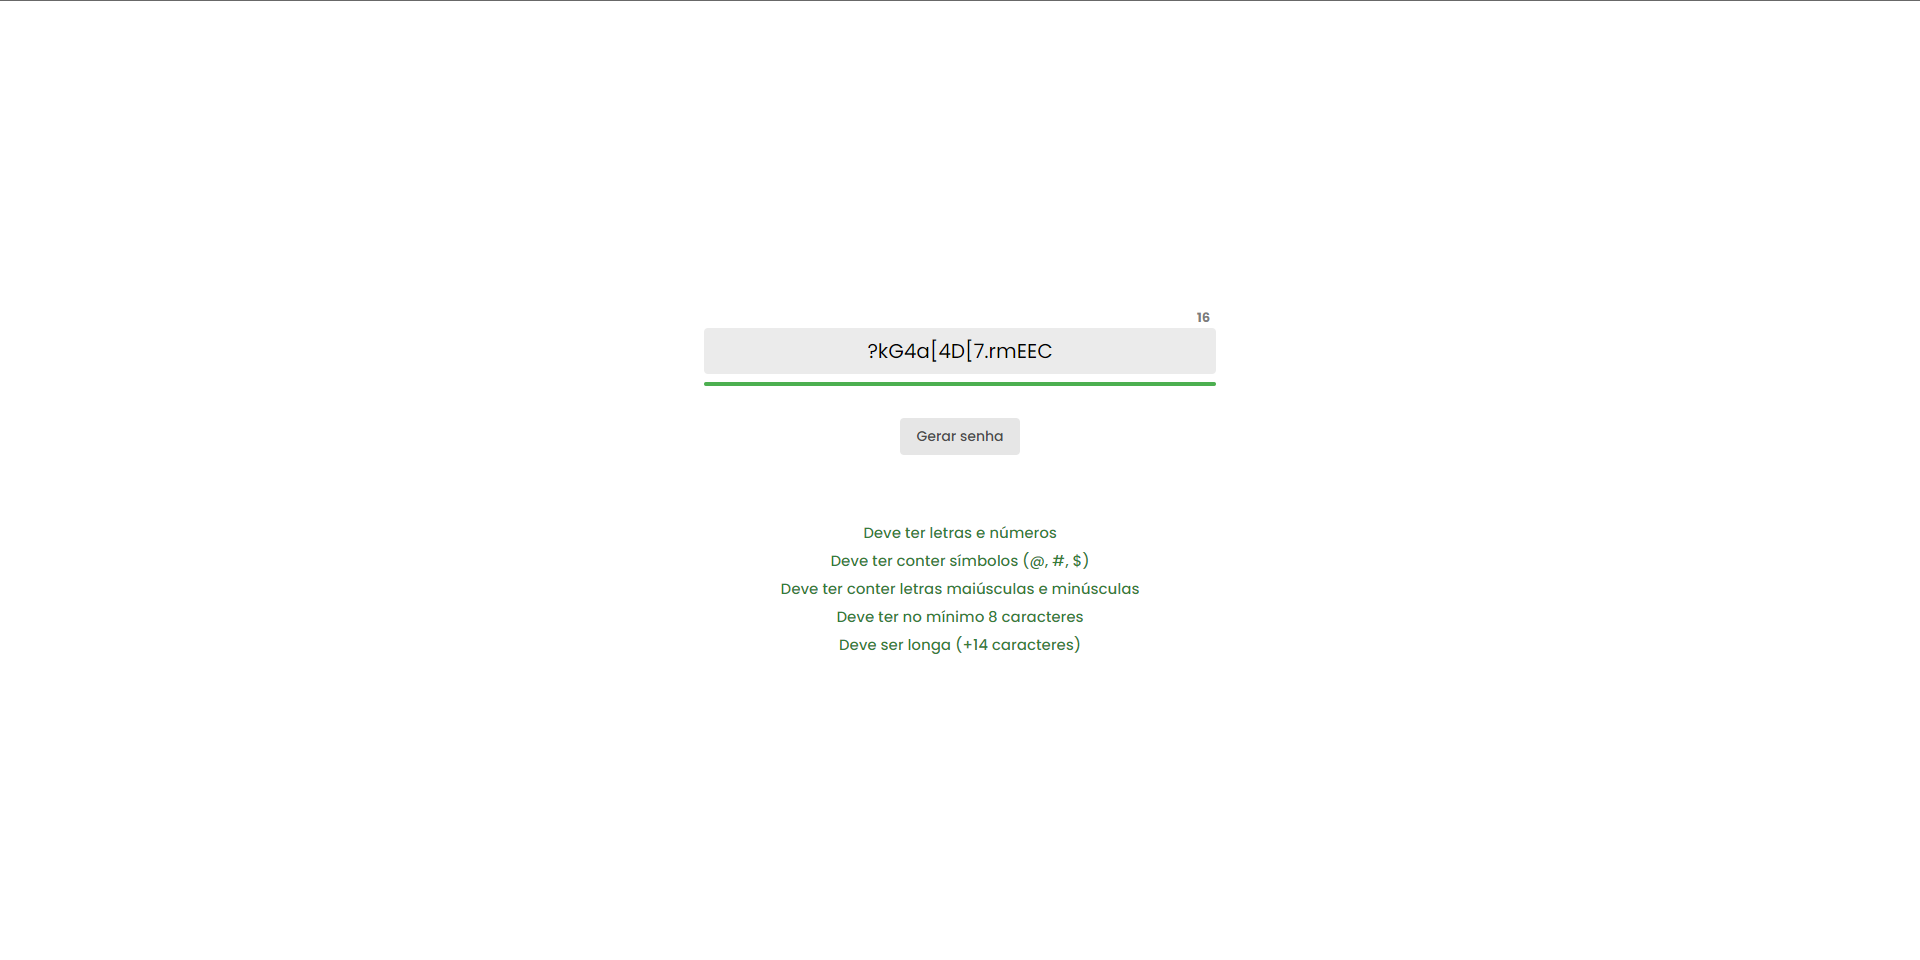 16
?kG4a[4D[7.rmEEC
Gerar senha
Deve ter letras e números
Deve ter conter símbolos (@, #, $)
Deve ter conter letras maiúsculas e minúsculas
Deve ter no mínimo 8 caracteres
Deve ser longa (+14 caracteres)